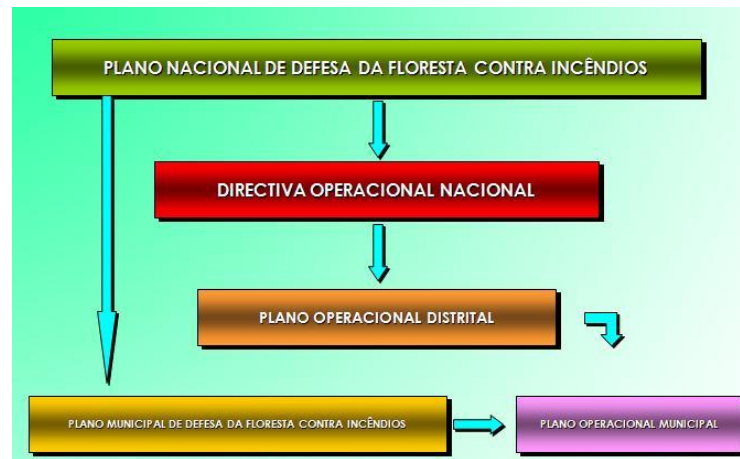 PLANO NACIONAL DE DEFESA DA FLORESTA CONTRA INCÊNDIOS
DIRECTIVA OPERACIONAL NACIONAL
PLANO OPERACIONAL DISTRITAL
PLANO MUNICIPAL DE DEFESA DA FLORESTA CONTRA INCÊNDIOS
PLANO OPERACIONAL MUNICIPAL